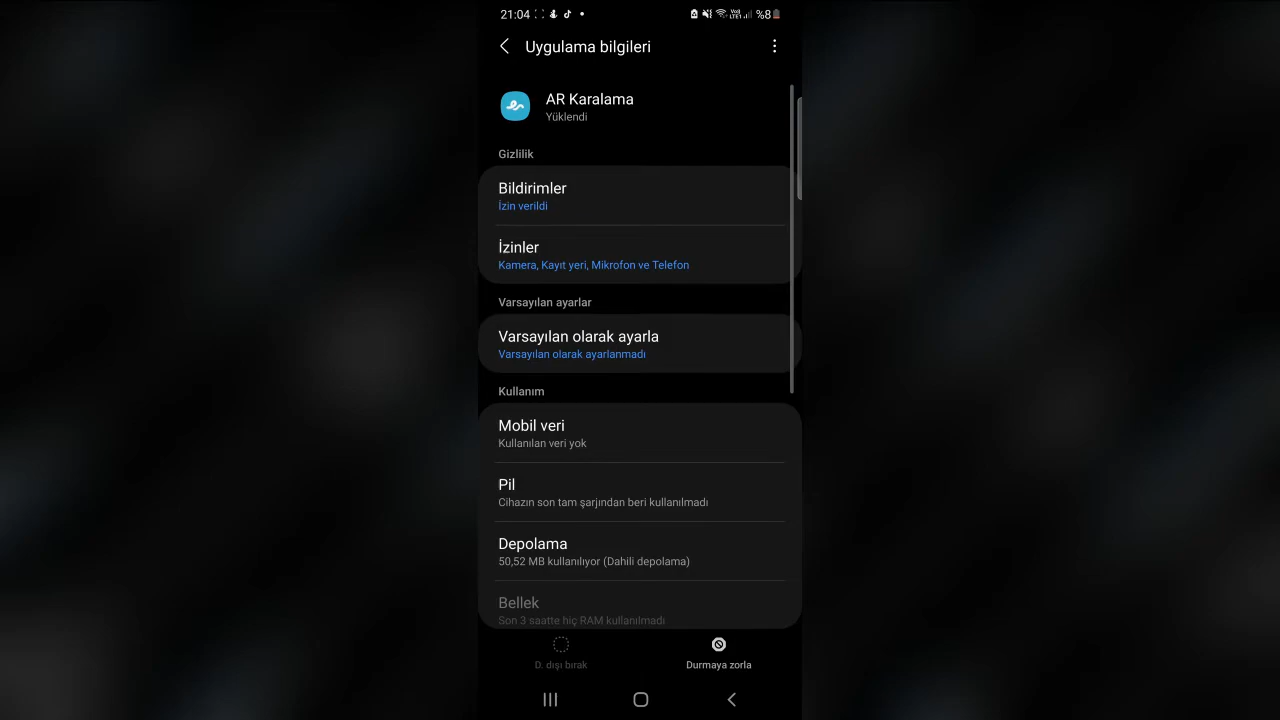 21:04 %8
Uygulama bilgileri
AR Karalama
Yüklendi
Gizlilik
Bildirimler
İzin verildi
İzinler
Kamera, Kayıt yeri, Mikrofon ve Telefon
Varsayılan ayarlar
Varsayılan olarak ayarla
Varsayılan olarak ayarlanmadı
Kullanım
Mobil veri
Kullanılan veri yok
Pil
Cihazın son tam şarjından beri kullanılmadı
Depolama
50,52 MB kullanılıyor (Dahili depolama)
Bellek
Son 3 saatte hiç RAM kullanılmadı
D. dışı bırak
Durmaya zorla